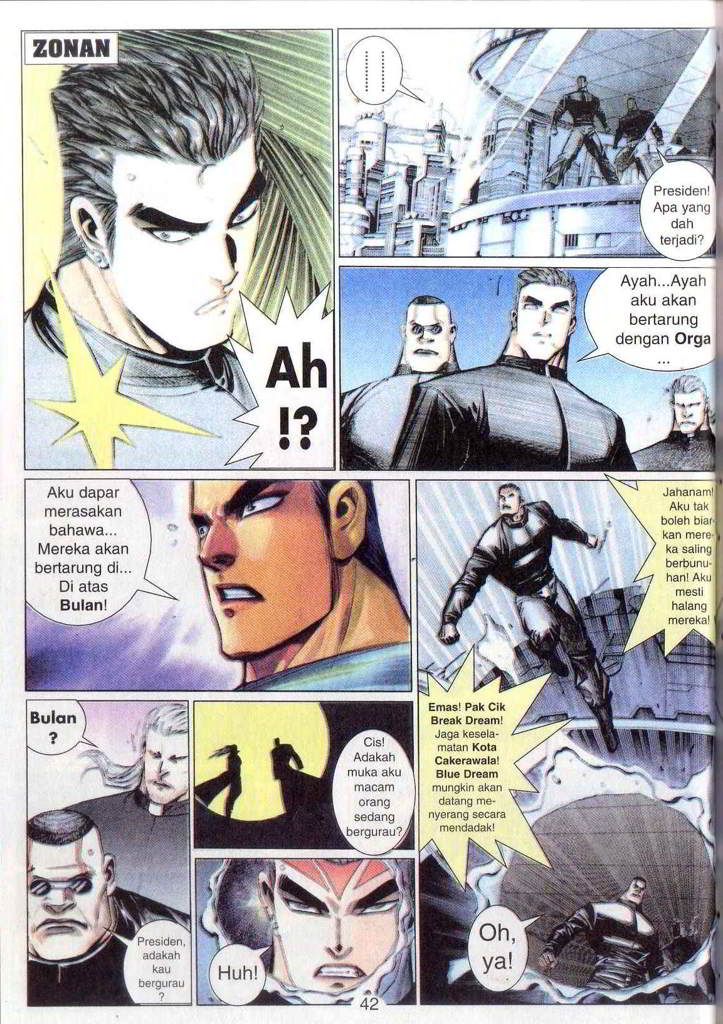 ZONAN
Ah
!?
Presiden!
Apa yang
dah
terjadi?
Ayah...Ayah
aku akan
bertarung
dengan Orga
...
Aku dapar
merasakan
bahawa...
Mereka akan
bertarung di...
Di atas
Bulan!
Jahanam!
Aku tak
boleh biar-
kan mere-
ka saling
berbunu-
han! Aku
mesti
halang
mereka!
Emas! Pak Cik
Break Dream!
Jaga kesela-
matan Kota
Cakerawala!
Blue Dream
mungkin akan
datang me-
nyerang secara
mendadak!
Bulan
?
Presiden,
adakah
kau
bergurau
?
Cis!
Adakah
muka aku
macam
orang
sedang
bergurau?
Huh!
Oh,
ya!
42